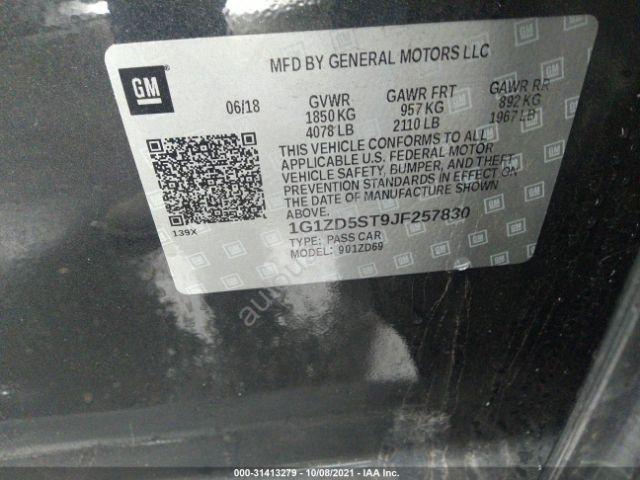 MFD BY GENERAL MOTORS LLC
GM
06/18 GVWR GAWR FRT GAWR RR
1850 KG 957 KG 892 KG
4078 LB 2110 LB 1967 LB
THIS VEHICLE CONFORMS TO ALL
APPLICABLE U.S. FEDERAL MOTOR
VEHICLE SAFETY, BUMPER, AND THEFT
PREVENTION STANDARDS IN EFFECT ON
THE DATE OF MANUFACTURE SHOWN
ABOVE.
139X
1G1ZD5ST9JF257830
TYPE: PASS CAR
MODEL: 901ZD69
000-31413279 - 10/08/2021 - IAA Inc.